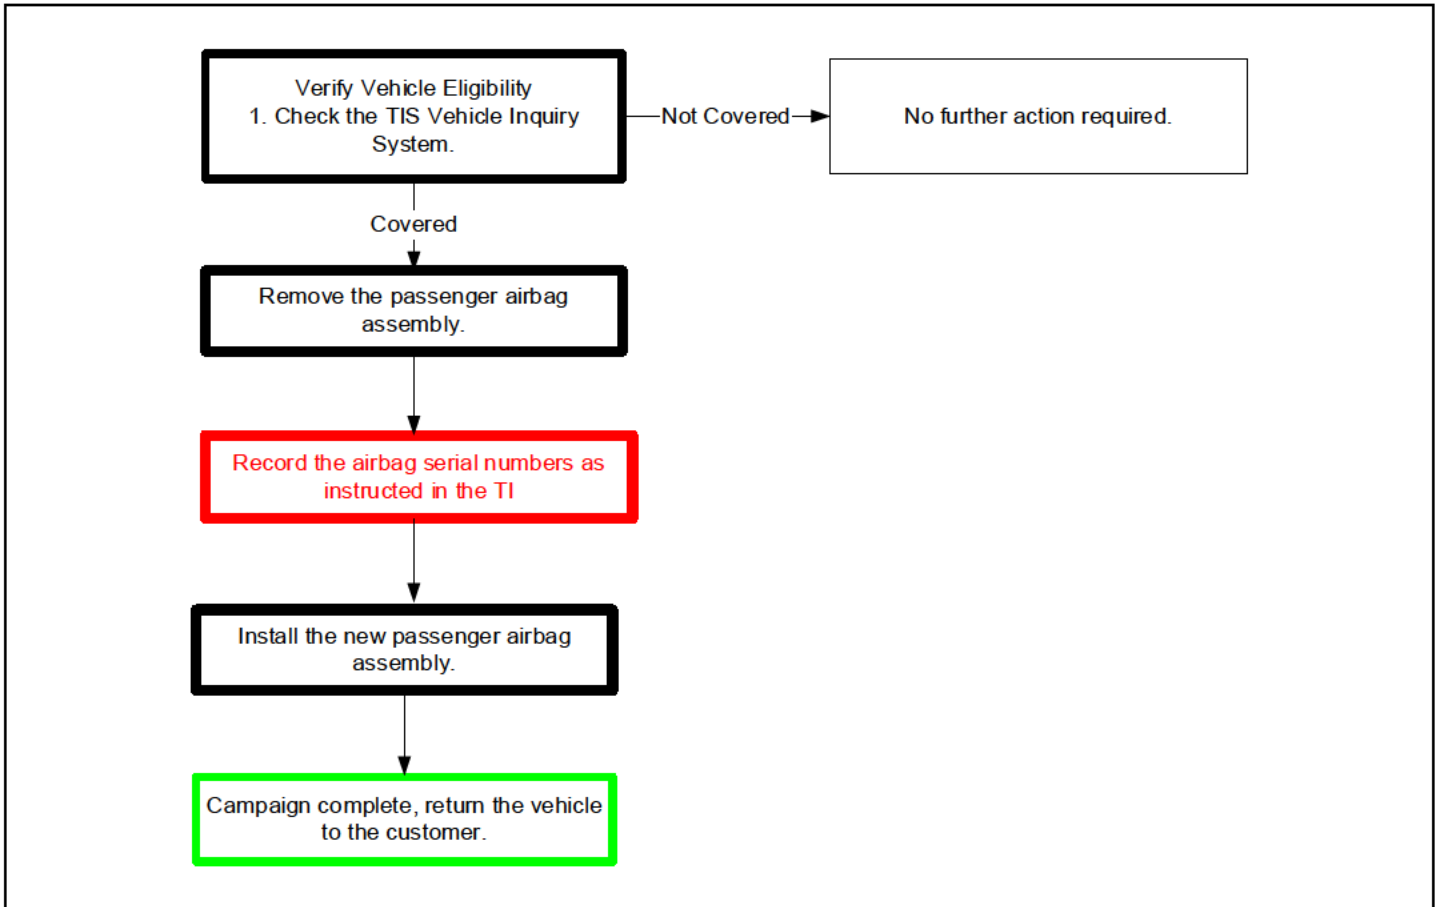 Verify Vehicle Eligibility
1. Check the TIS Vehicle Inquiry
System.
Not Covered
No further action required.
Covered
Remove the passenger airbag
assembly.
Record the airbag serial numbers as
instructed in the TI
Install the new passenger airbag
assembly.
Campaign complete, return the vehicle
to the customer.